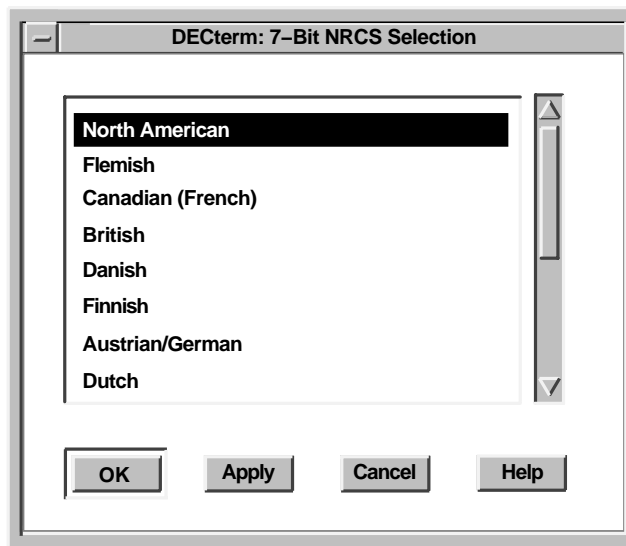 DECterm: 7–Bit NRCS Selection
North American
Flemish
Canadian (French)
British
Danish
Finnish
Austrian/German
Dutch
OK Apply Cancel Help